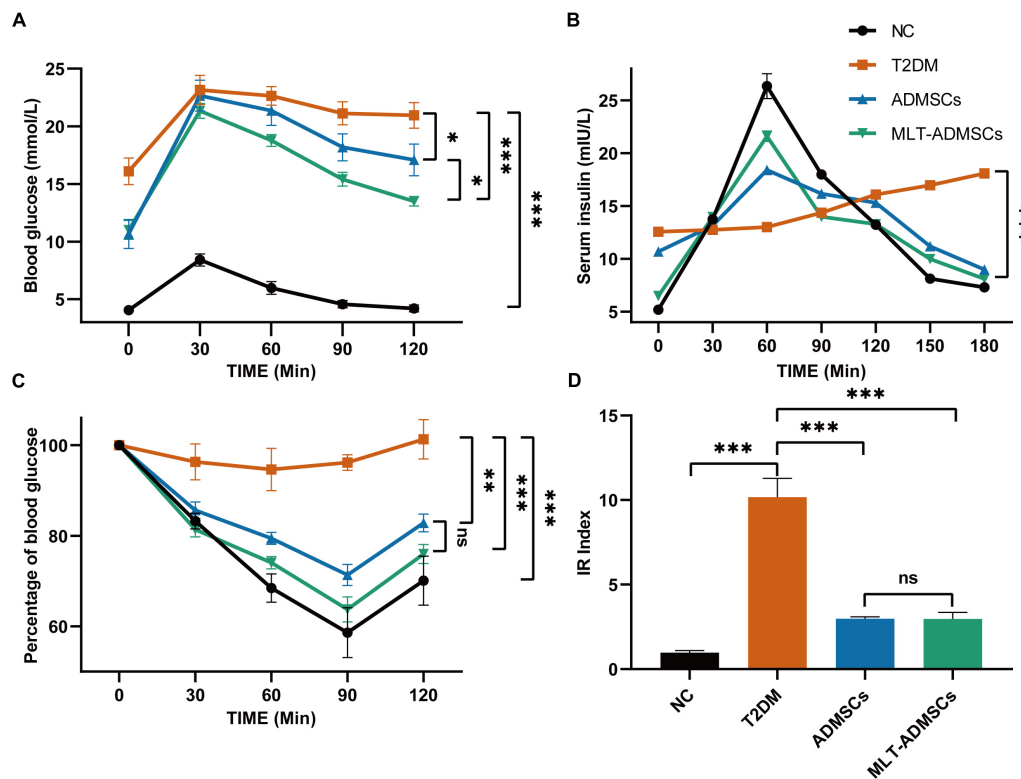 A
Blood glucose (mmol/L)
25
20
15
10
5
0
30
60
90
120
TIME (Min)
*
*
***
***
B
Serum insulin (mIU/L)
25
20
15
10
5
0
30
60
90
120
150
180
TIME (Min)
NC
T2DM
ADMSCs
MLT-ADMSCs
C
Percentage of blood glucose
100
80
60
0
30
60
90
120
TIME (Min)
ns
**
***
***
D
IR Index
15
10
5
0
***
***
***
ns
NC
T2DM
ADMSCs
MLT-ADMSCs